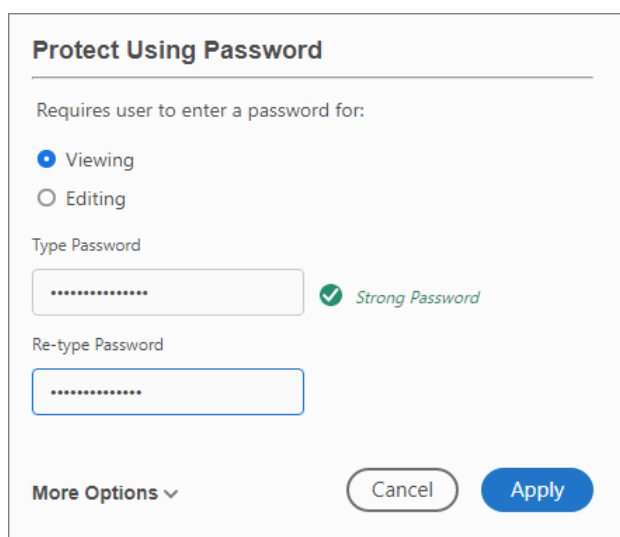 Protect Using Password
Requires user to enter a password for:
Viewing
Editing
Type Password
•••••••••••••••
Strong Password
Re-type Password
••••••••••••••
More Options
Cancel
Apply